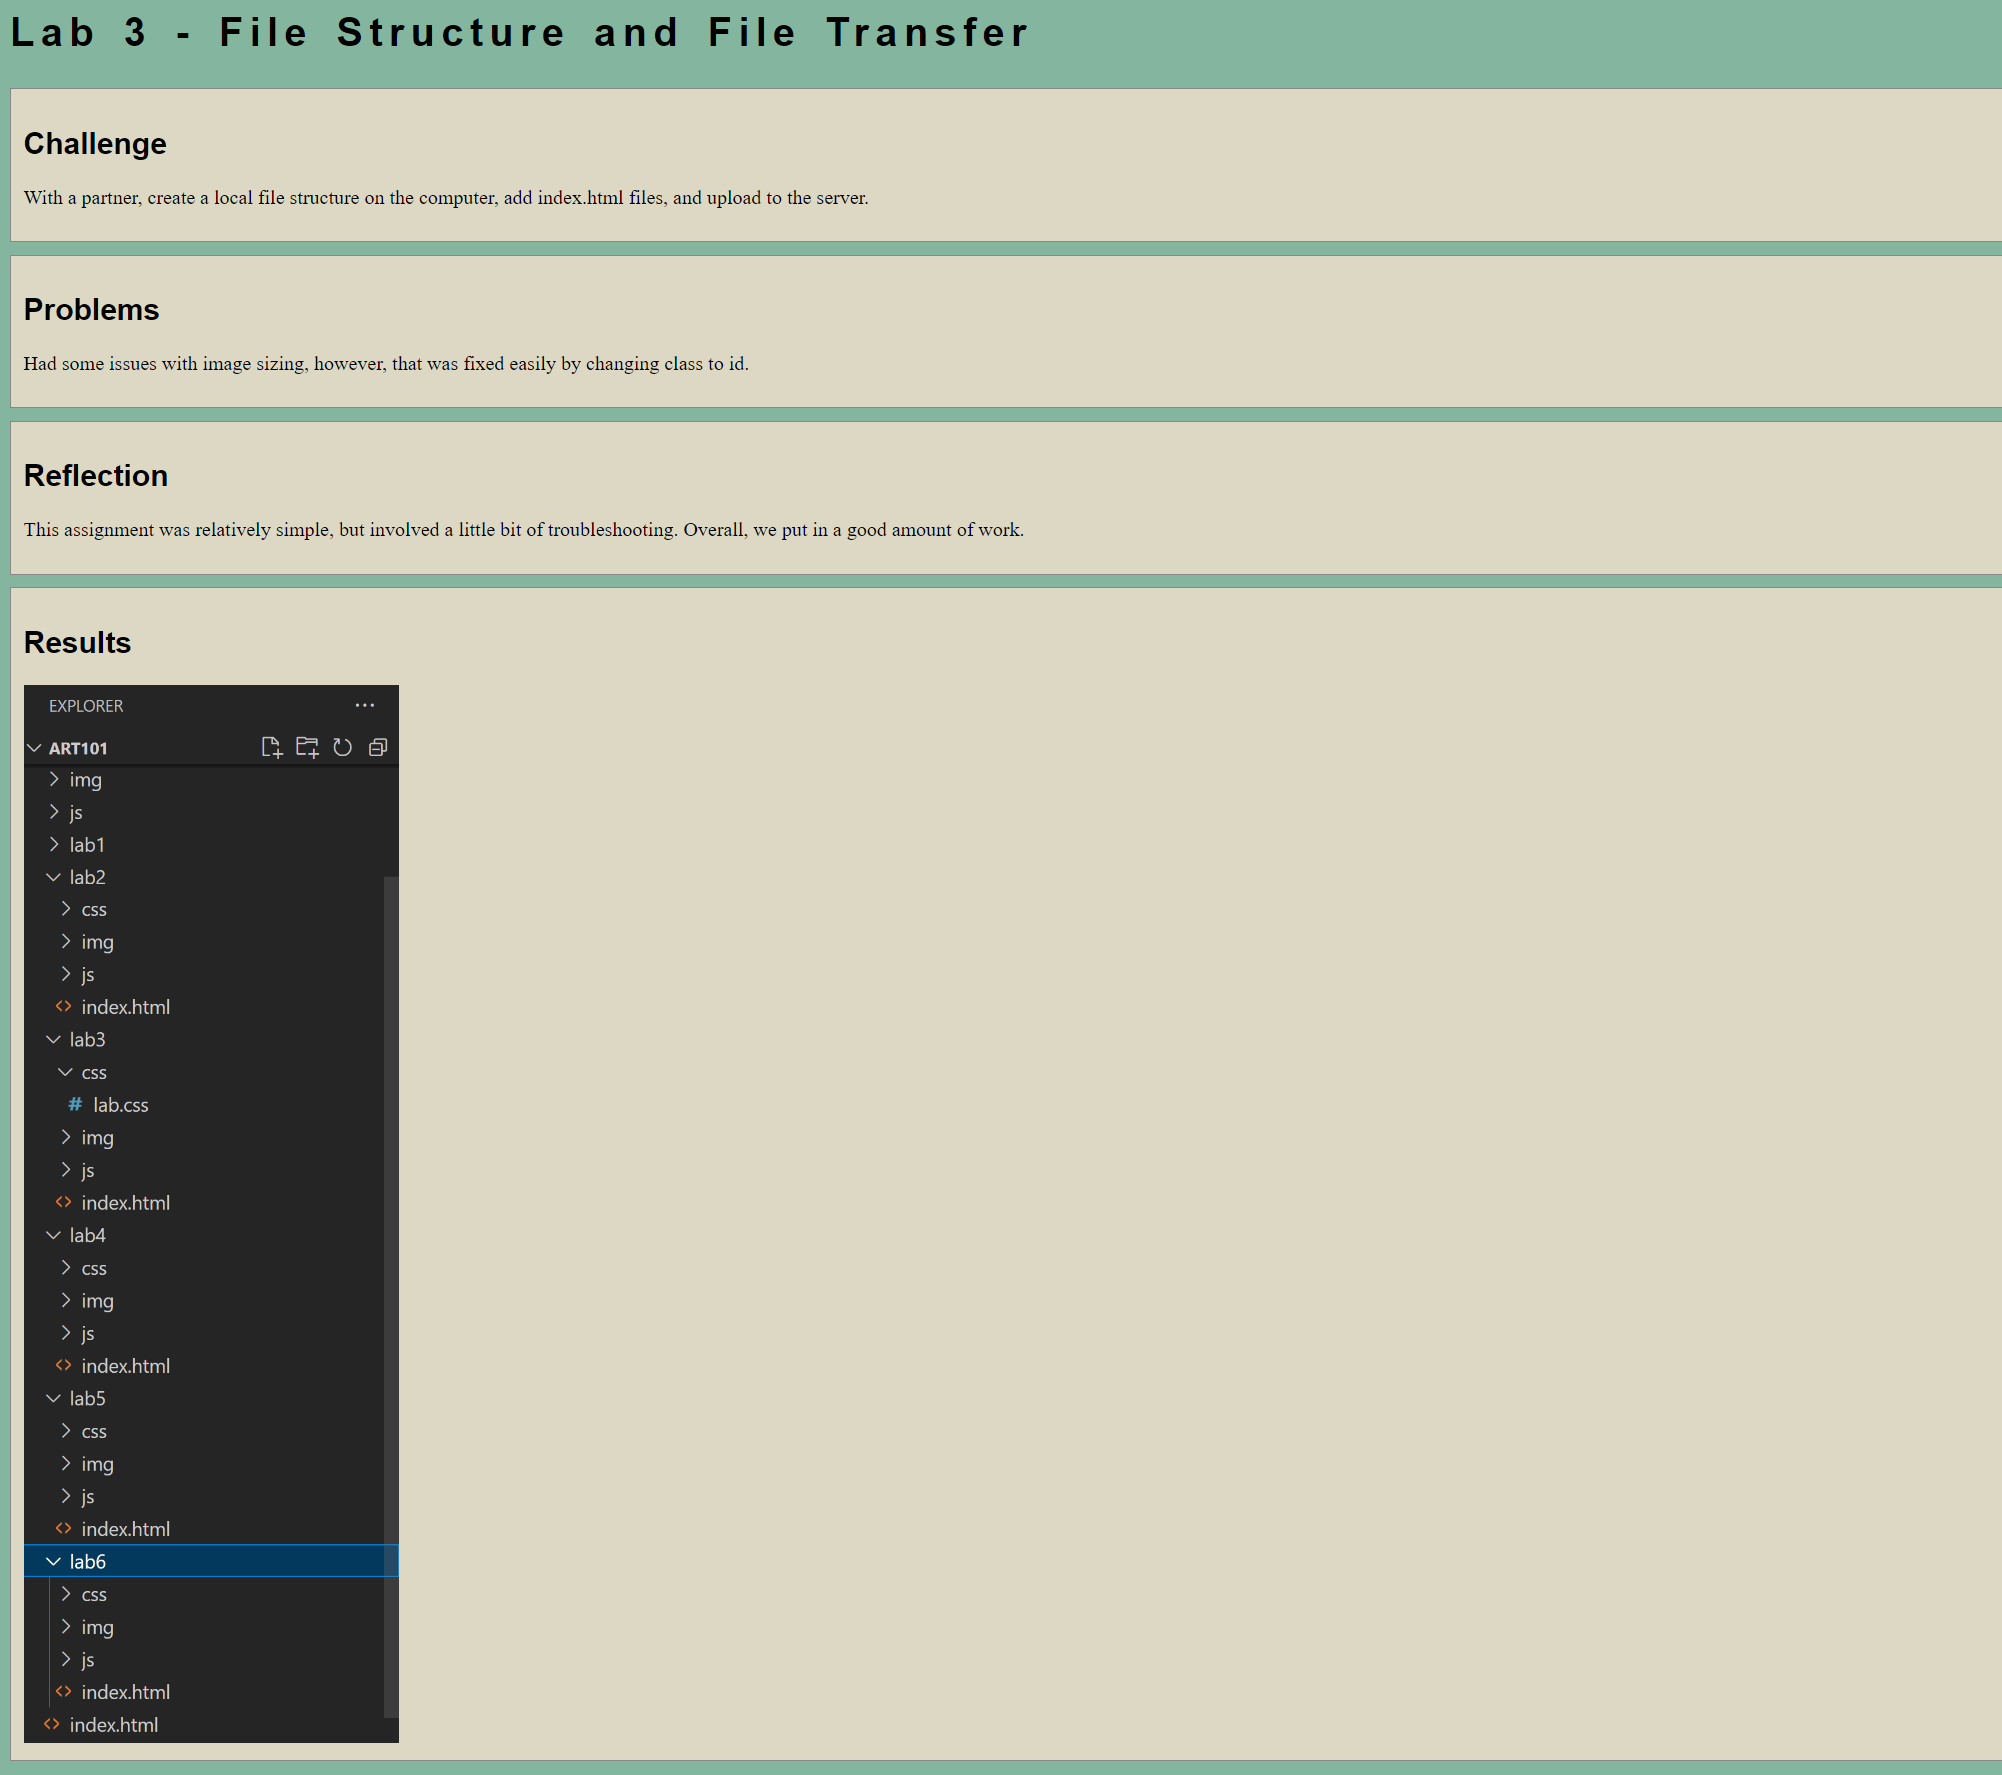 Lab 3 - File Structure and File Transfer
Challenge
With a partner, create a local file structure on the computer, add index.html files, and upload to the server.
Problems
Had some issues with image sizing, however, that was fixed easily by changing class to id.
Reflection
This assignment was relatively simple, but involved a little bit of troubleshooting. Overall, we put in a good amount of work.
Results
EXPLORER
ART101
img
js
lab1
lab2
css
img
js
index.html
lab3
css
# lab.css
img
js
index.html
lab4
css
img
js
index.html
lab5
css
img
js
index.html
lab6
css
img
js
index.html
index.html